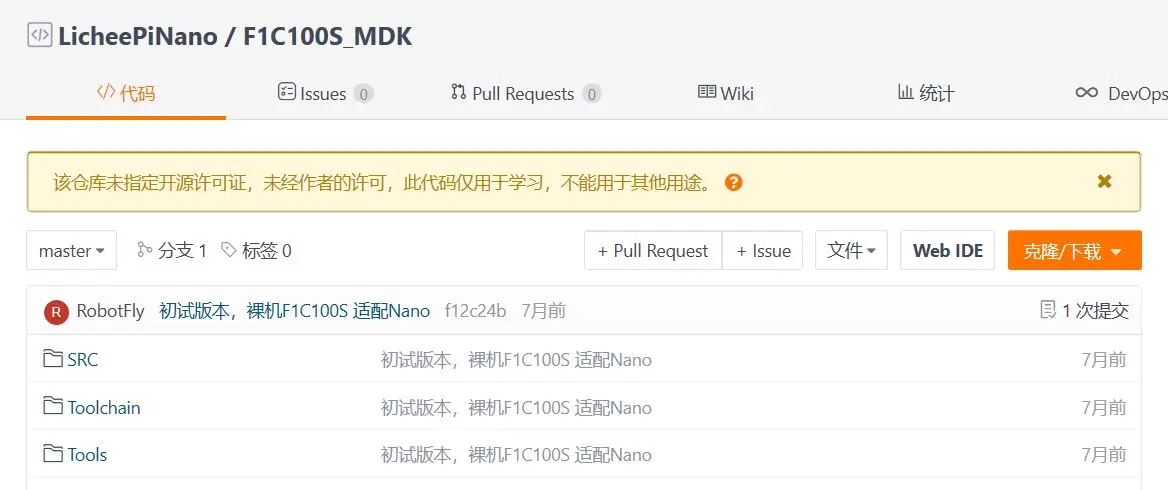 LicheePiNano / F1C100S_MDK
代码 Issues 0 Pull Requests 0 Wiki 统计 DevOps
该仓库未指定开源许可证，未经作者的许可，此代码仅用于学习，不能用于其他用途。
master 分支 1 标签 0 + Pull Request + Issue 文件 Web IDE 克隆/下载
R RobotFly 初试版本，裸机F1C100S 适配Nano f12c24b 7月前 1 次提交
SRC 初试版本，裸机F1C100S 适配Nano 7月前
Toolchain 初试版本，裸机F1C100S 适配Nano 7月前
Tools 初试版本，裸机F1C100S 适配Nano 7月前